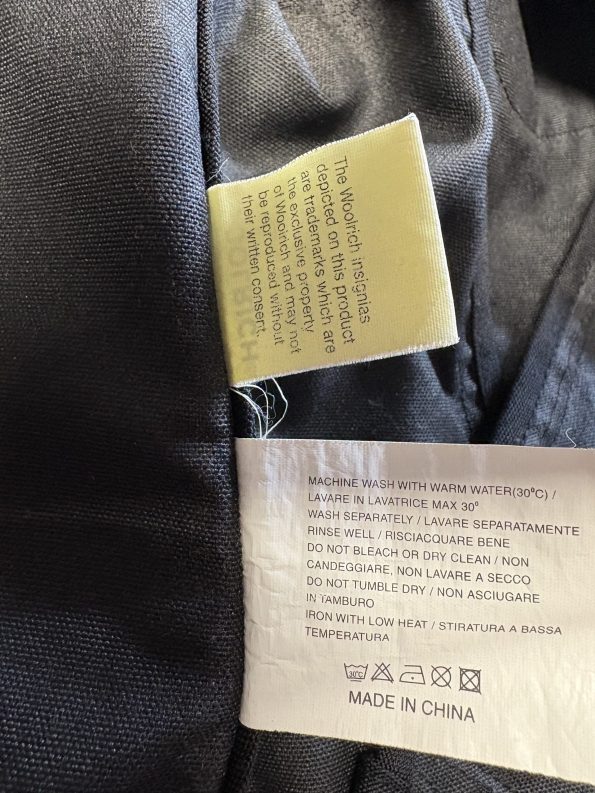 The Woolrich insignias
depicted on this product
are trademarks which are
the exclusive property
of Woolrich and may not
be reproduced without
their written consent.
MACHINE WASH WITH WARM WATER(30°C) /
LAVARE IN LAVATRICE MAX 30°
WASH SEPARATELY / LAVARE SEPARATAMENTE
RINSE WELL / RISCIACQUARE BENE
DO NOT BLEACH OR DRY CLEAN / NON
CANDEGGIARE, NON LAVARE A SECCO
DO NOT TUMBLE DRY / NON ASCIUGARE
IN TAMBURO
IRON WITH LOW HEAT / STIRATURA A BASSA
TEMPERATURA
30°C
MADE IN CHINA